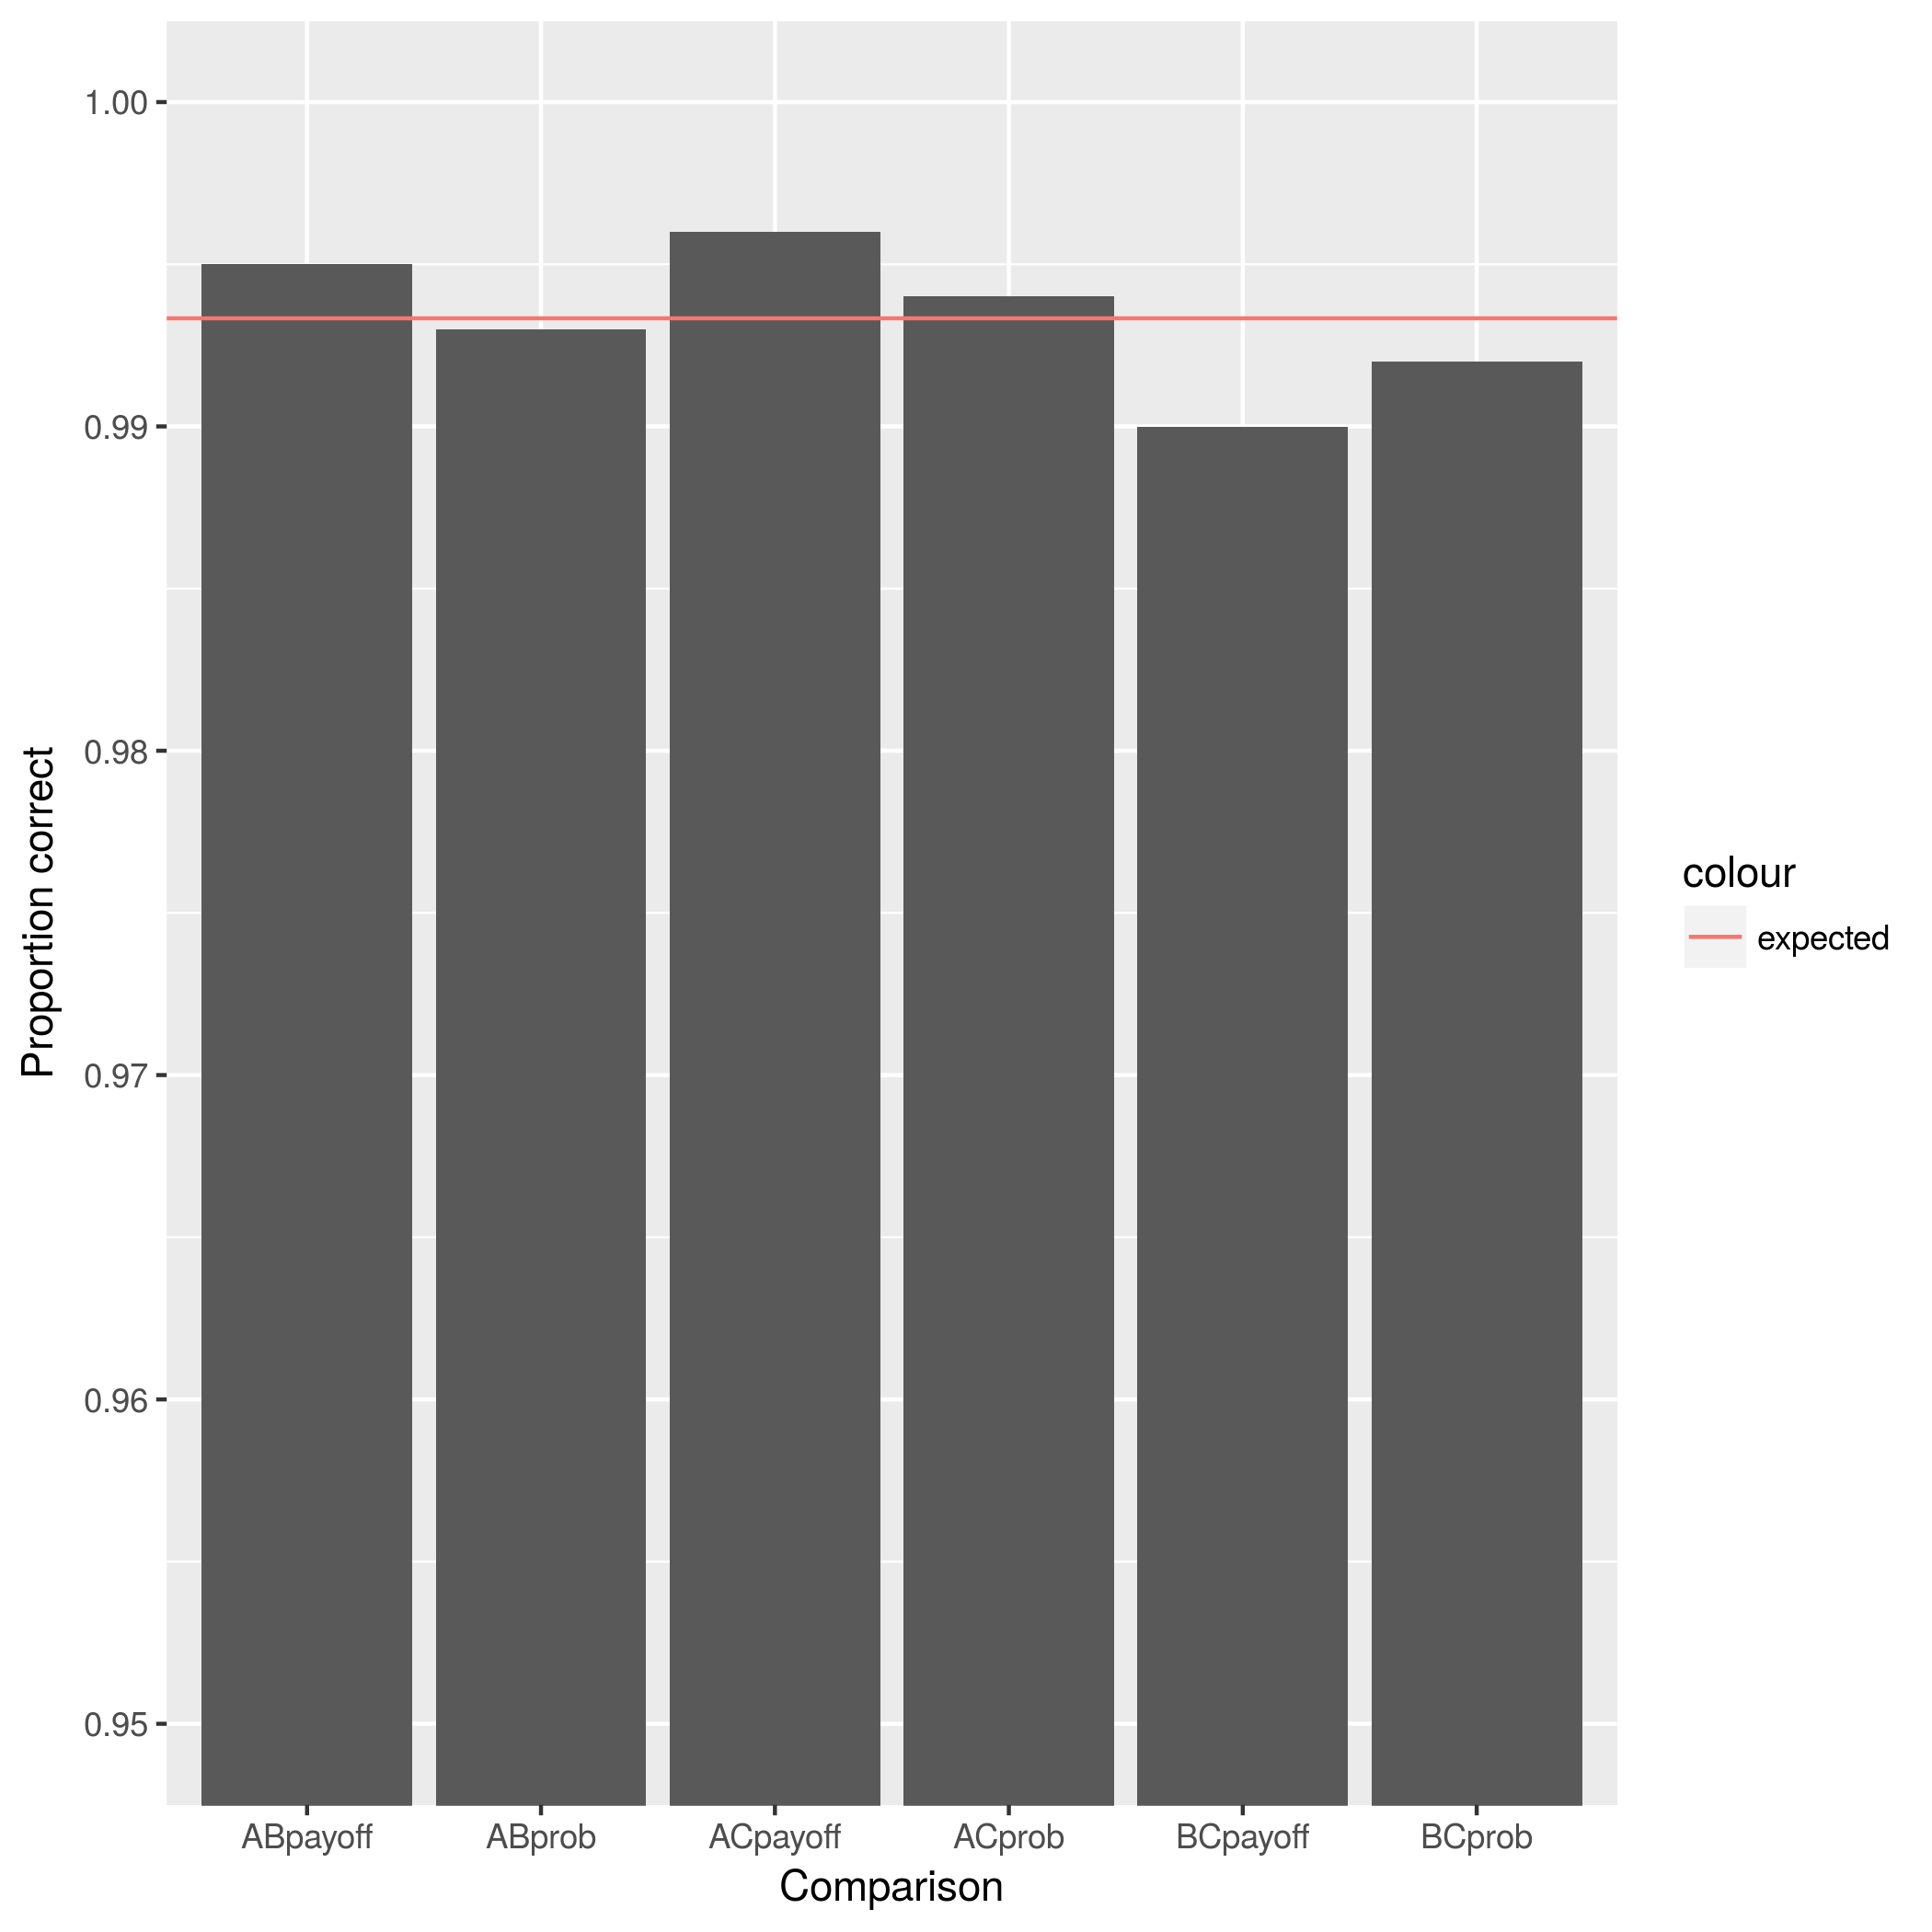 Proportion correct
1.00
0.99
0.98
0.97
0.96
0.95
ABpayoff
ABprob
ACpayoff
ACprob
BCpayoff
BCprob
Comparison
colour
expected